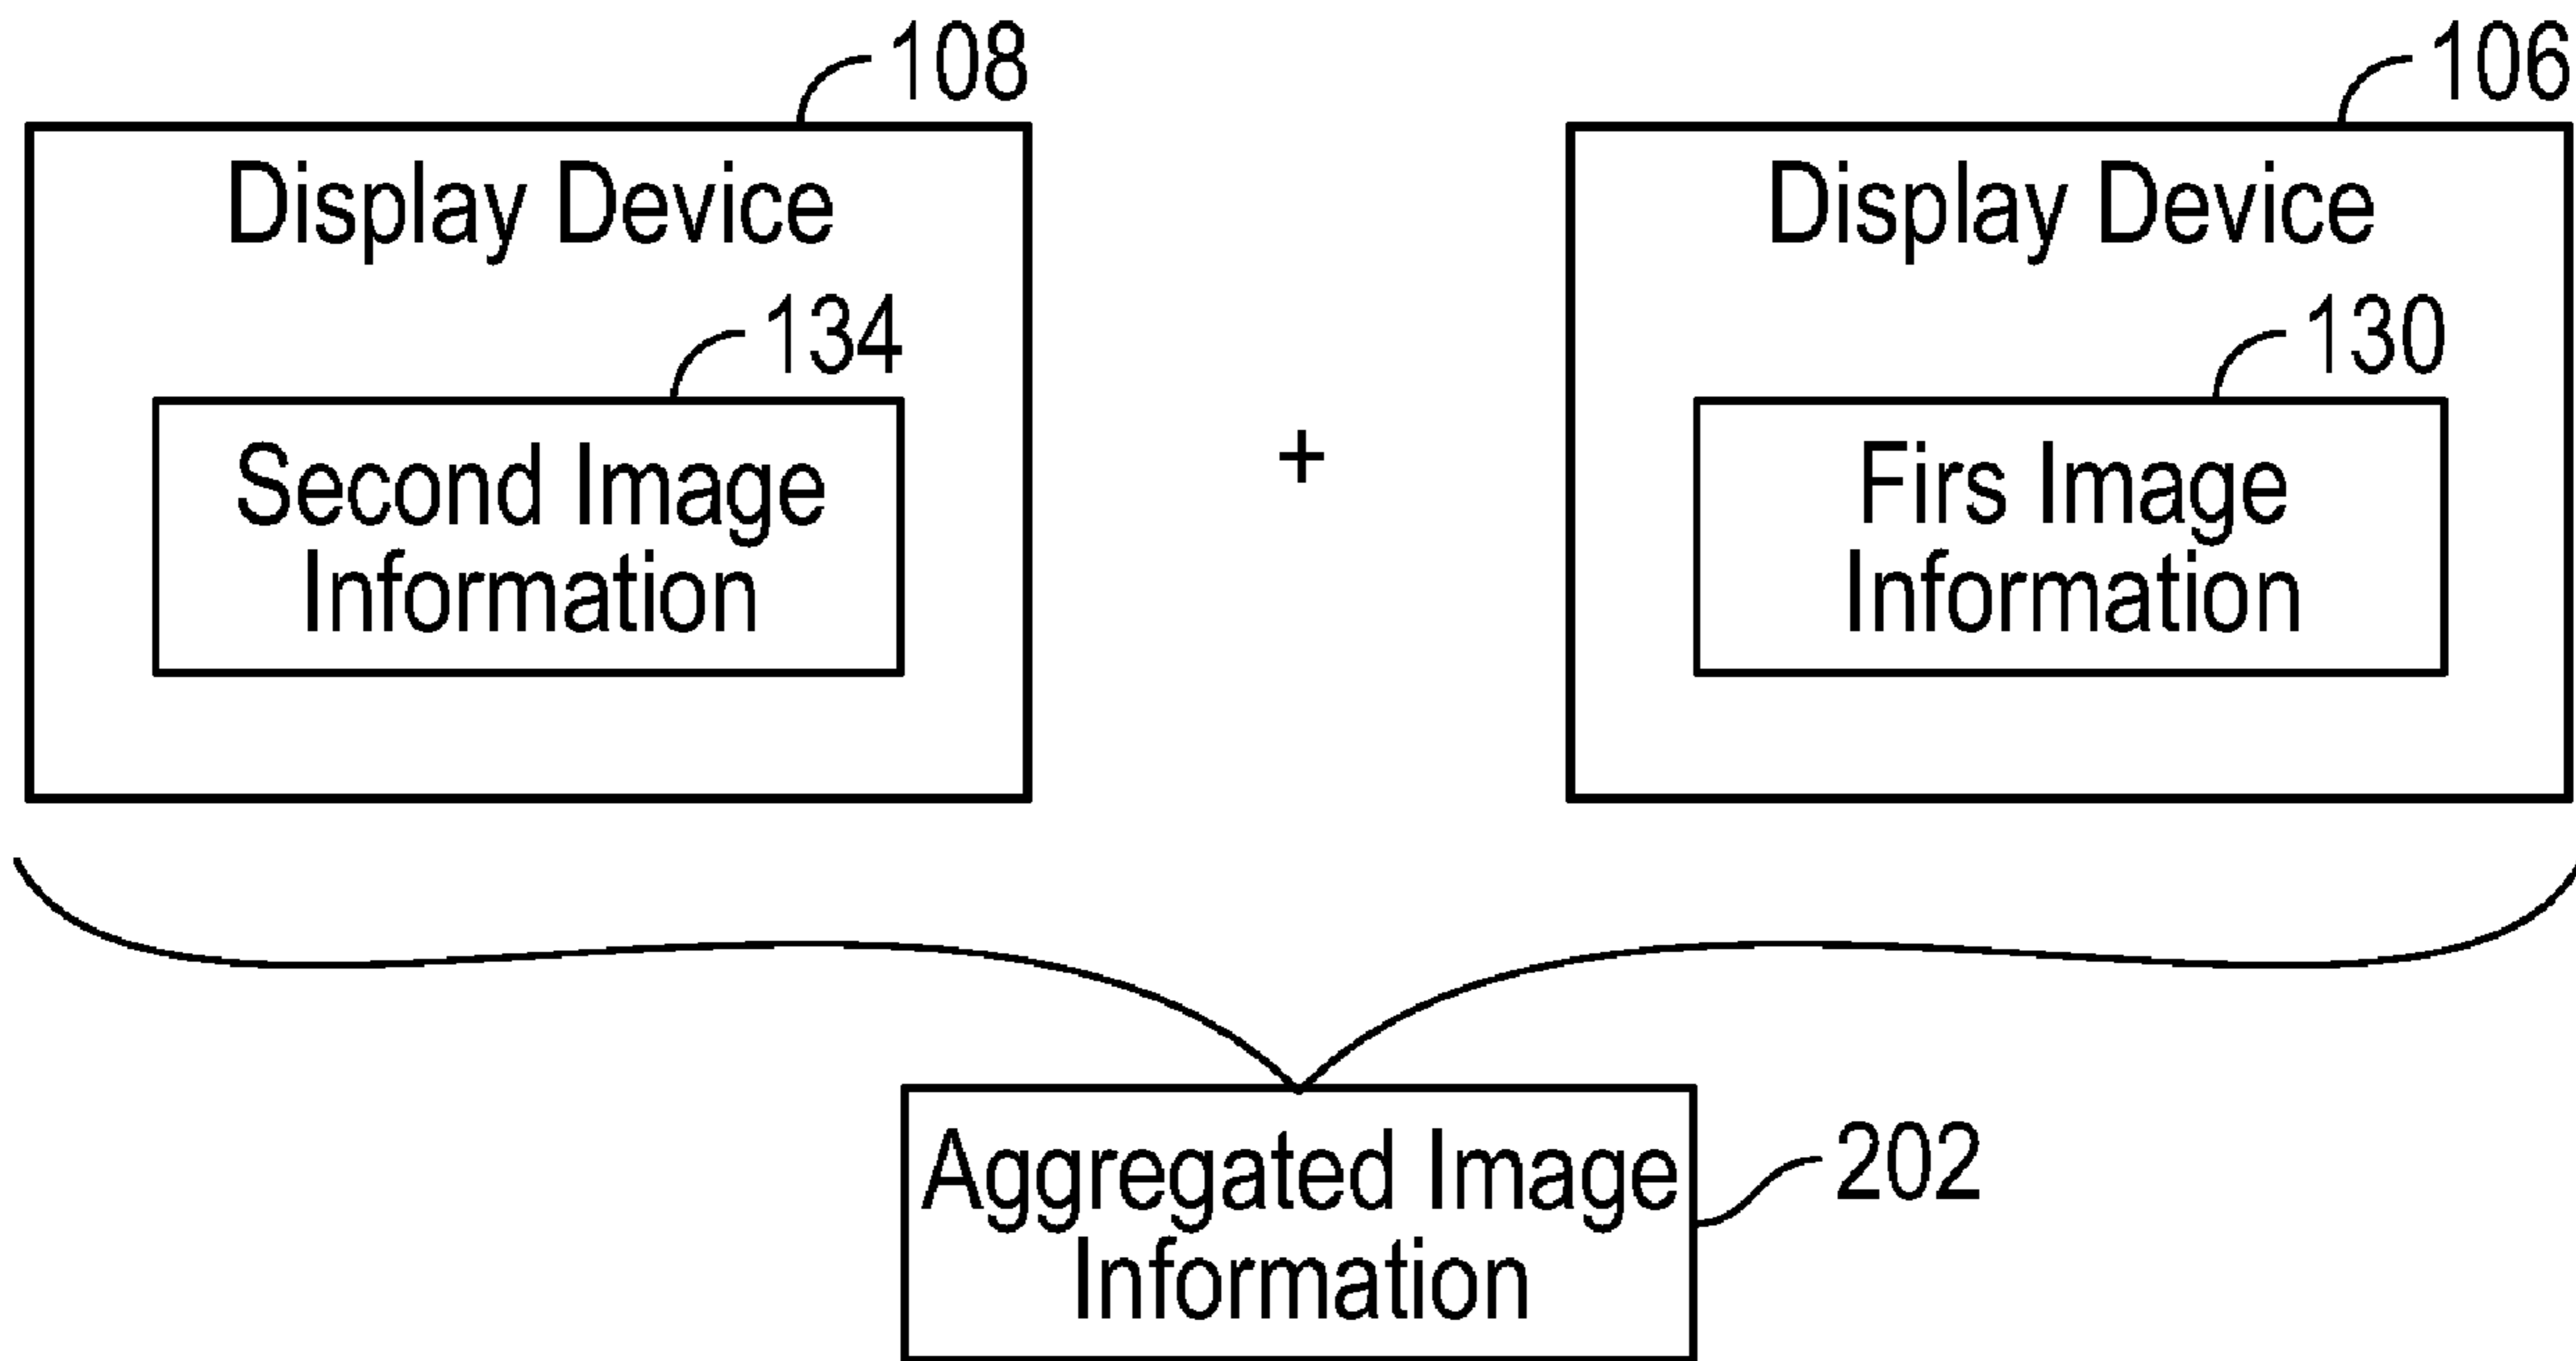 108
106
Display Device
Display Device
134
130
Second Image
Information
+
Firs Image
Information
Aggregated Image
Information
202